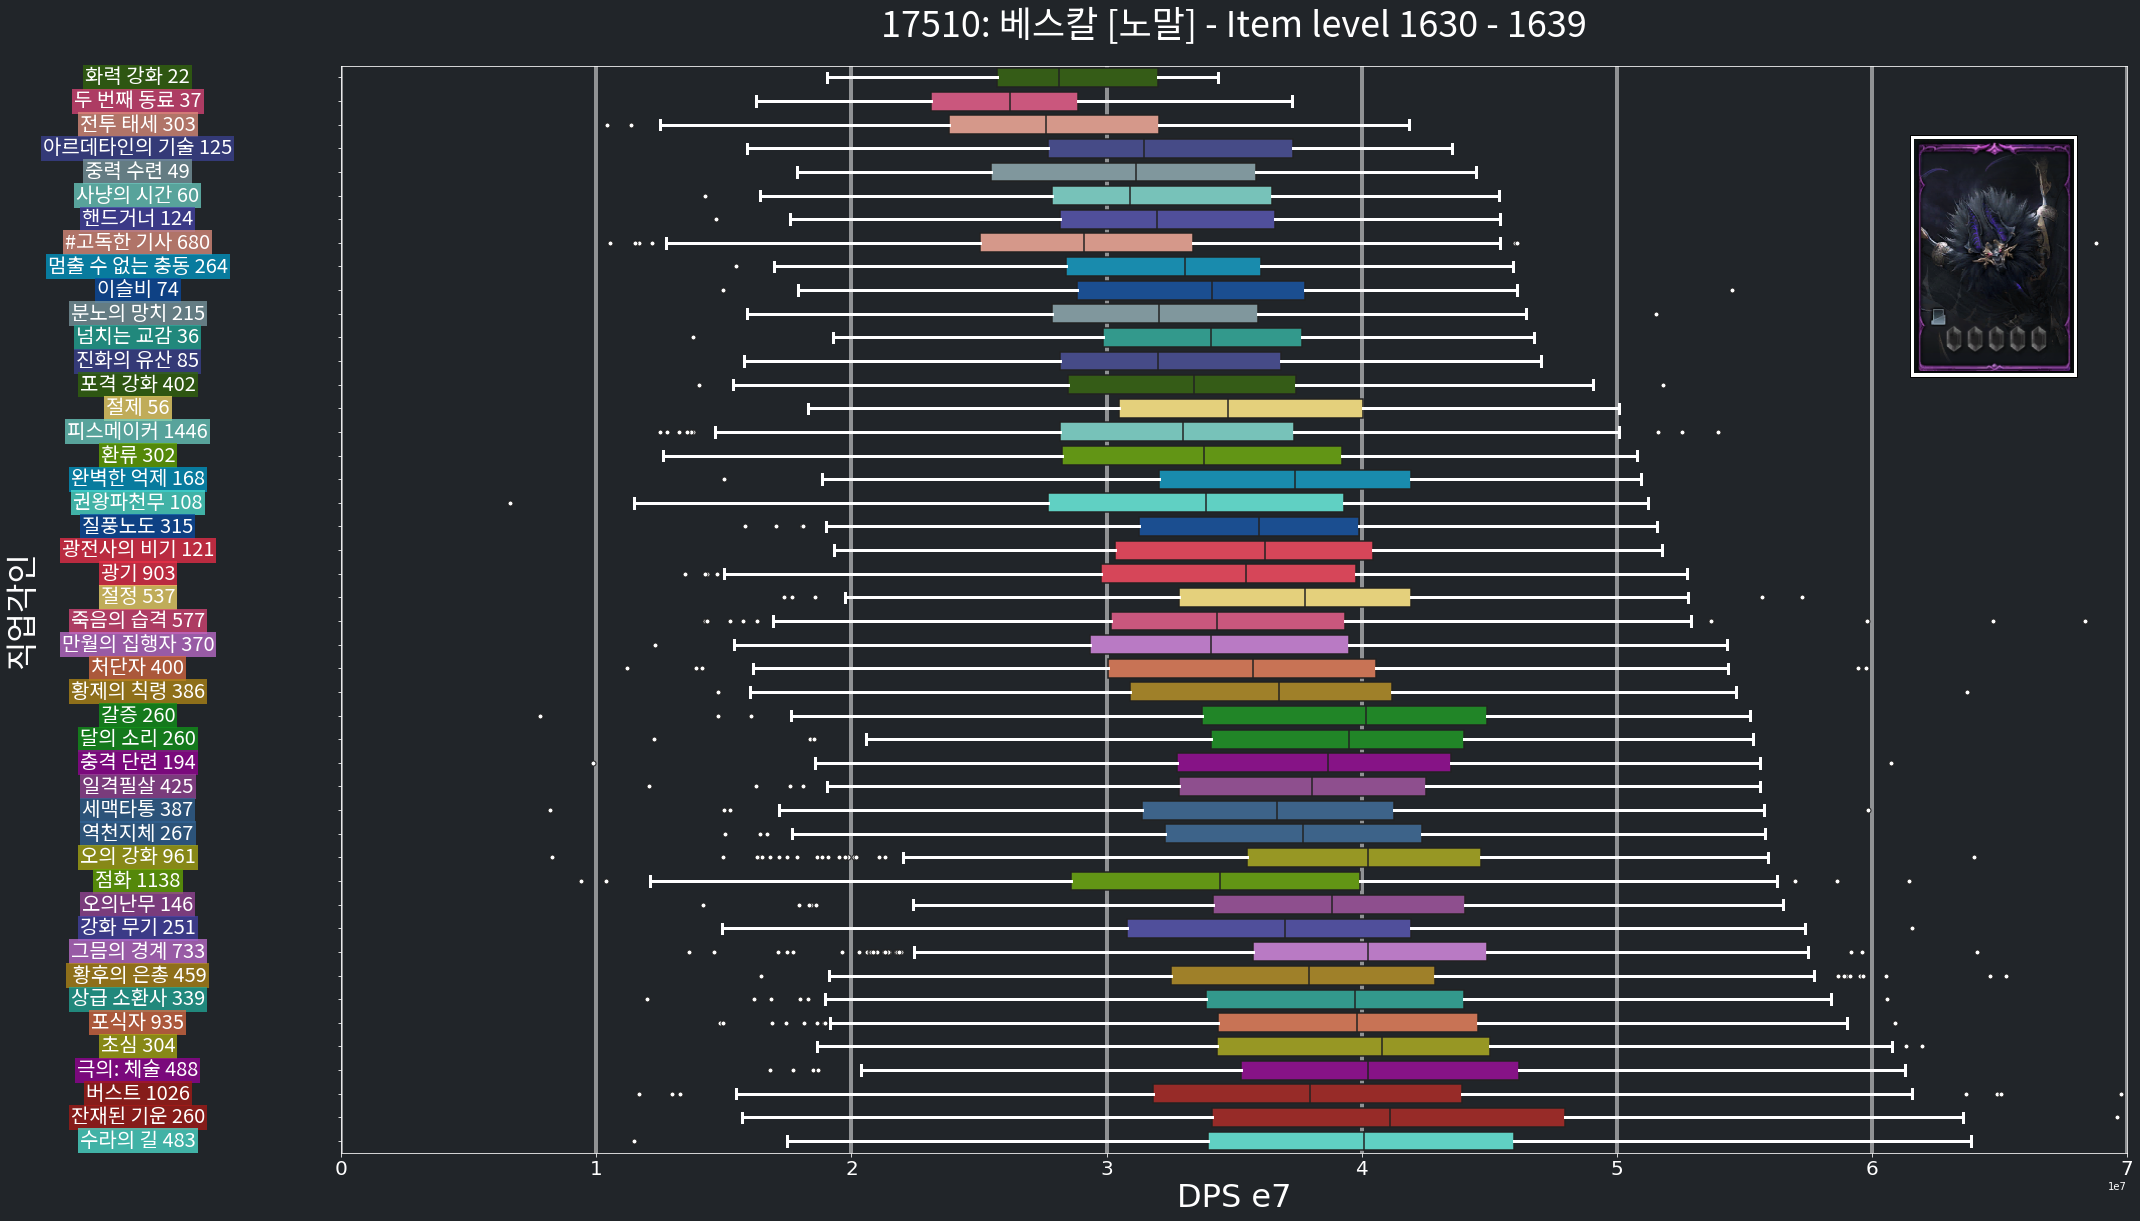 17510: 베스칼 [노말] - Item level 1630 - 1639
화력 강화 22
두 번째 동료 37
전투 태세 303
아르데타인의 기술 125
중력 수련 49
사냥의 시간 60
핸드거너 124
#고독한 기사 680
멈출 수 없는 충동 264
이슬비 74
분노의 망치 215
넘치는 교감 36
진화의 유산 85
포격 강화 402
절제 56
피스메이커 1446
환류 302
완벽한 억제 168
권왕파천무 108
질풍노도 315
광전사의 비기 121
광기 903
절정 537
죽음의 습격 577
만월의 집행자 370
처단자 400
황제의 칙령 386
갈증 260
달의 소리 260
충격 단련 194
일격필살 425
세맥타통 387
역천지체 267
오의 강화 961
점화 1138
오의난무 146
강화 무기 251
그믐의 경계 733
황후의 은총 459
상급 소환사 339
포식자 935
초심 304
극의: 체술 488
버스트 1026
잔재된 기운 260
수라의 길 483
직업각인
0 1 2 3 4 5 6 7
DPS e7
1e7